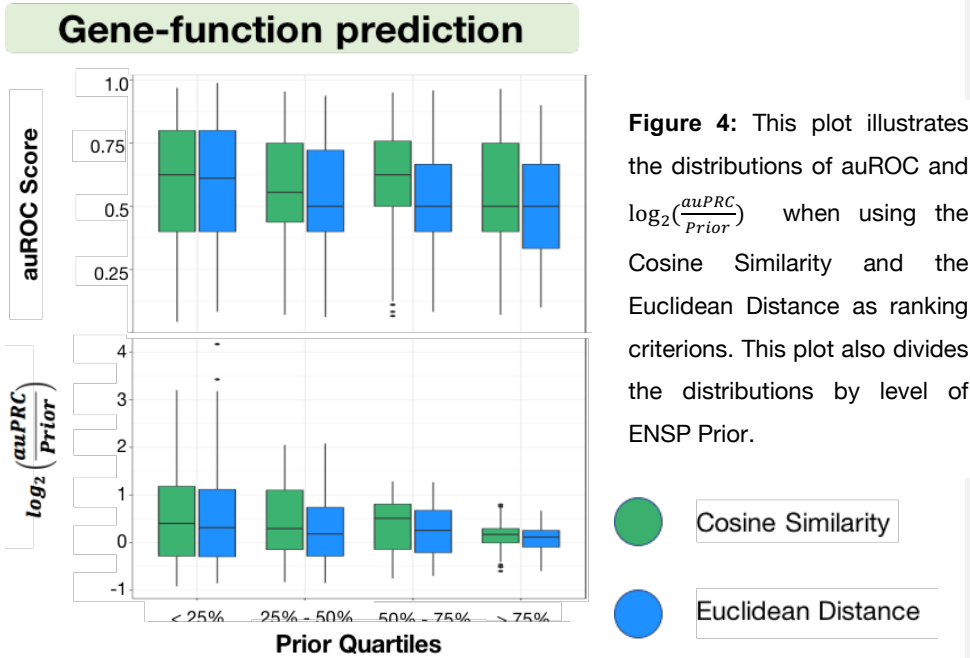 Gene-function prediction
auROC Score
1.0
0.75
0.5
0.25
log₂(auPRC/Prior)
4
3
2
1
0
-1
< 25% 25% - 50% 50% - 75% > 75%
Prior Quartiles
Figure 4: This plot illustrates
the distributions of auROC and
log₂(auPRC/Prior) when using the
Cosine Similarity and the
Euclidean Distance as ranking
criterions. This plot also divides
the distributions by level of
ENSP Prior.
Cosine Similarity
Euclidean Distance